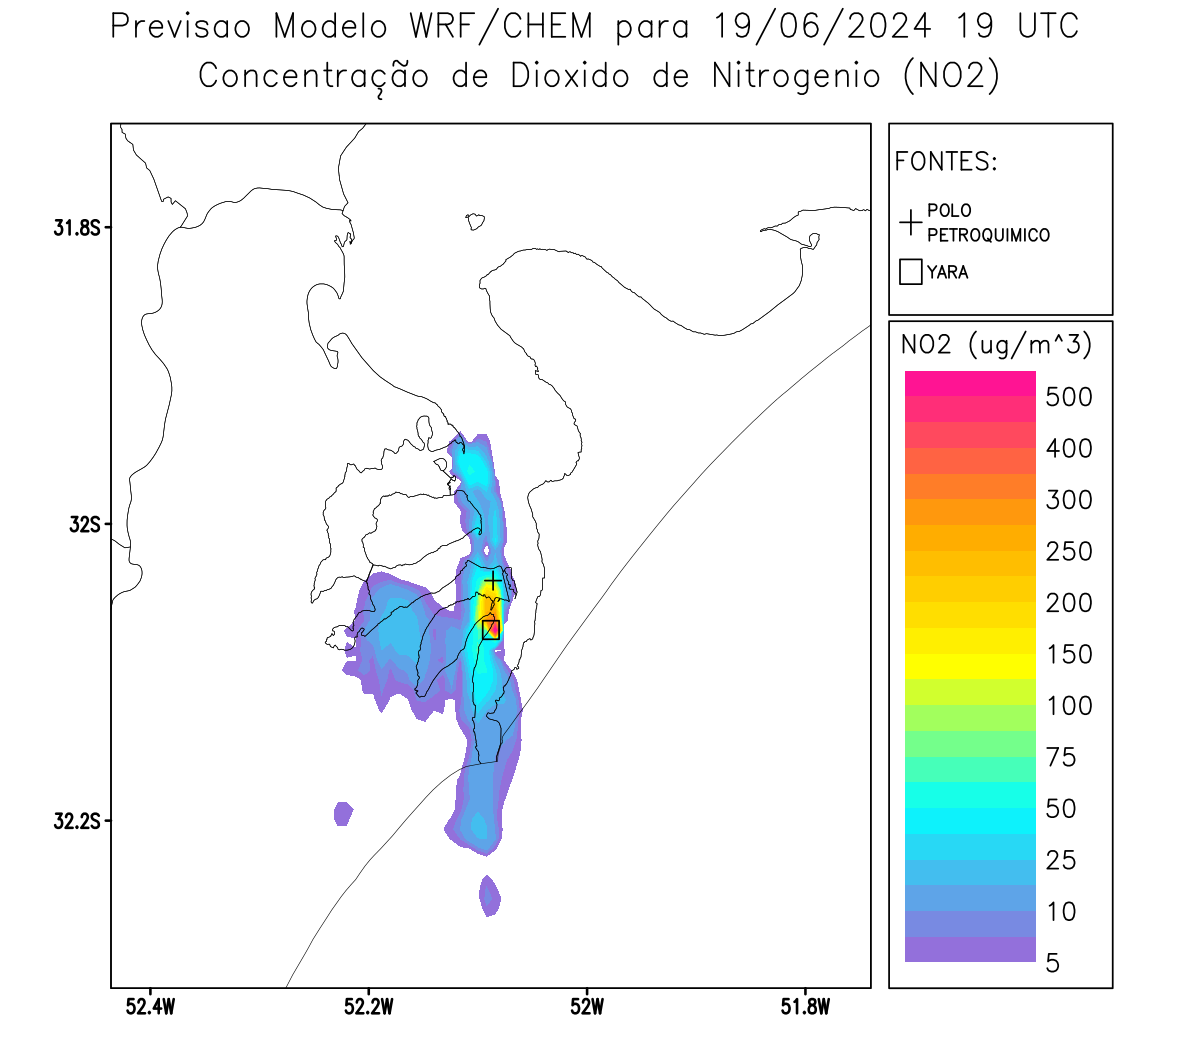 Previsao Modelo WRF/CHEM para 19/06/2024 19 UTC
Concentração de Dioxido de Nitrogenio (NO2)
FONTES:
POLO
PETROQUIMICO
YARA
NO2 (ug/m^3)
500
400
300
250
200
150
100
75
50
25
10
5
31.8S
32S
32.2S
52.4W
52.2W
52W
51.8W